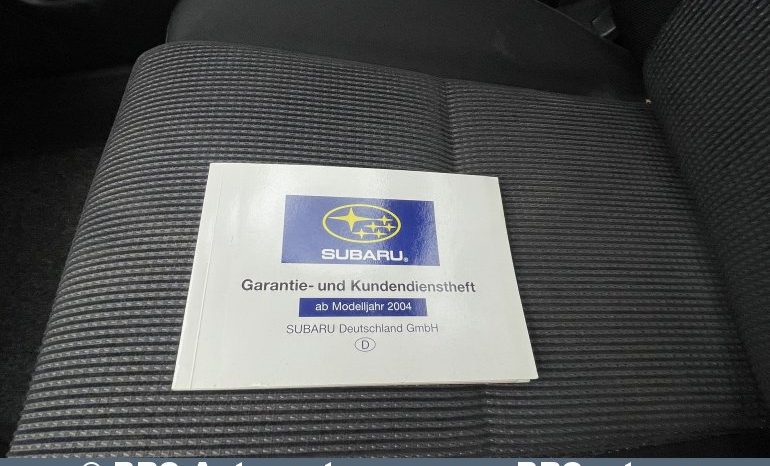 SUBARU®
Garantie- und Kundendienstheft
ab Modelljahr 2004
SUBARU Deutschland GmbH
D